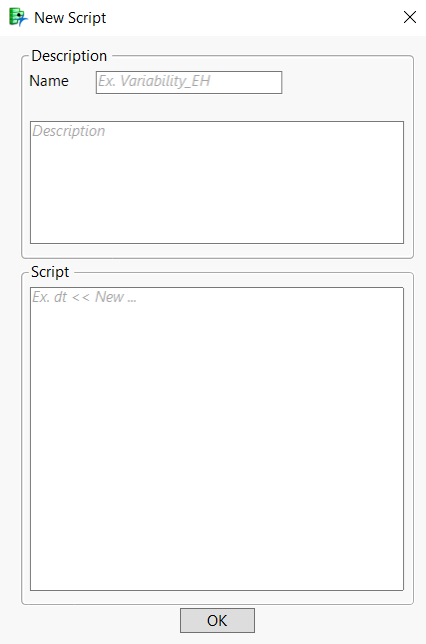 New Script
Description
Name Ex. Variability_EH
Description
Script
Ex. dt << New ...
OK